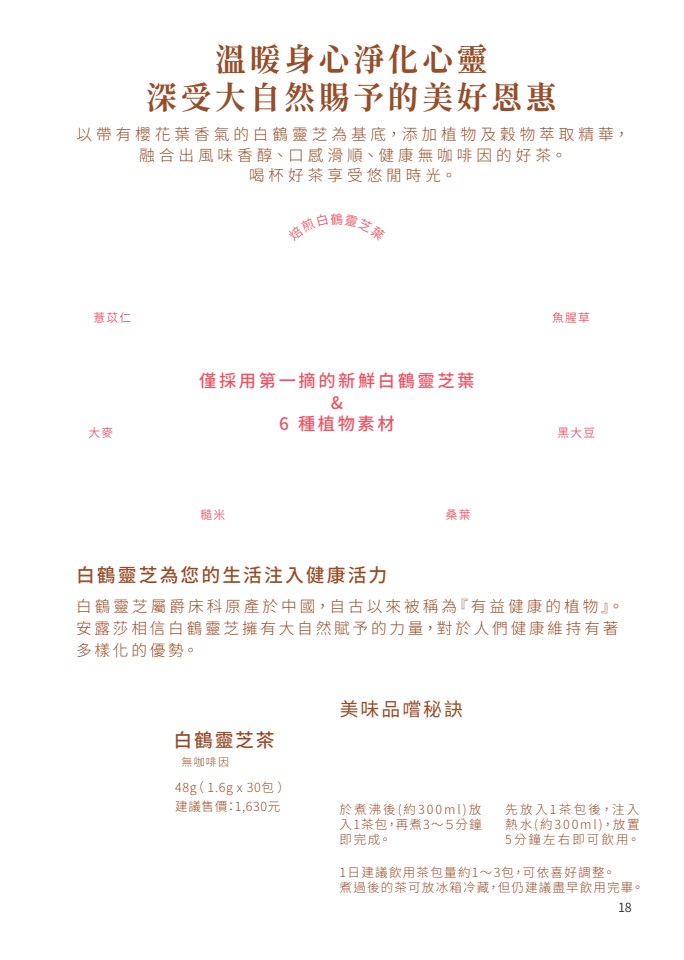 溫暖身心淨化心靈
深受大自然賜予的美好恩惠
以帶有櫻花葉香氣的白鶴靈芝為基底，添加植物及穀物萃取精華，
融合出風味香醇、口感滑順、健康無咖啡因的好茶。
喝杯好茶享受悠閒時光。
焙煎白鶴靈芝葉
薏苡仁
魚腥草
僅採用第一摘的新鮮白鶴靈芝葉
&
6 種植物素材
大麥
黑大豆
糙米
桑葉
白鶴靈芝為您的生活注入健康活力
白鶴靈芝屬爵床科原產於中國，自古以來被稱為『有益健康的植物』。
安露莎相信白鶴靈芝擁有大自然賦予的力量，對於人們健康維持有著
多樣化的優勢。
美味品嚐秘訣
白鶴靈芝茶
無咖啡因
48g（1.6g x 30包）
建議售價：1,630元
於煮沸後(約300ml)放
入1茶包，再煮3～5分鐘
即完成。
先放入1茶包後，注入
熱水(約300ml)，放置
5分鐘左右即可飲用。
1日建議飲用茶包量約1～3包，可依喜好調整。
煮過後的茶可放冰箱冷藏，但仍建議盡早飲用完畢。
18